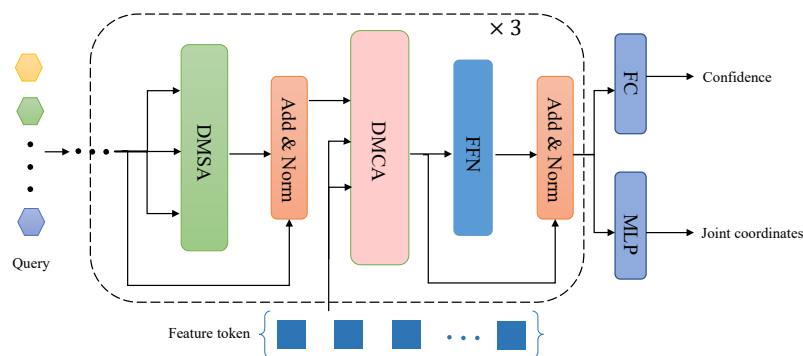 × 3
DMSA
Add & Norm
DMCA
FFN
Add & Norm
FC
Confidence
MLP
Joint coordinates
Query
Feature token